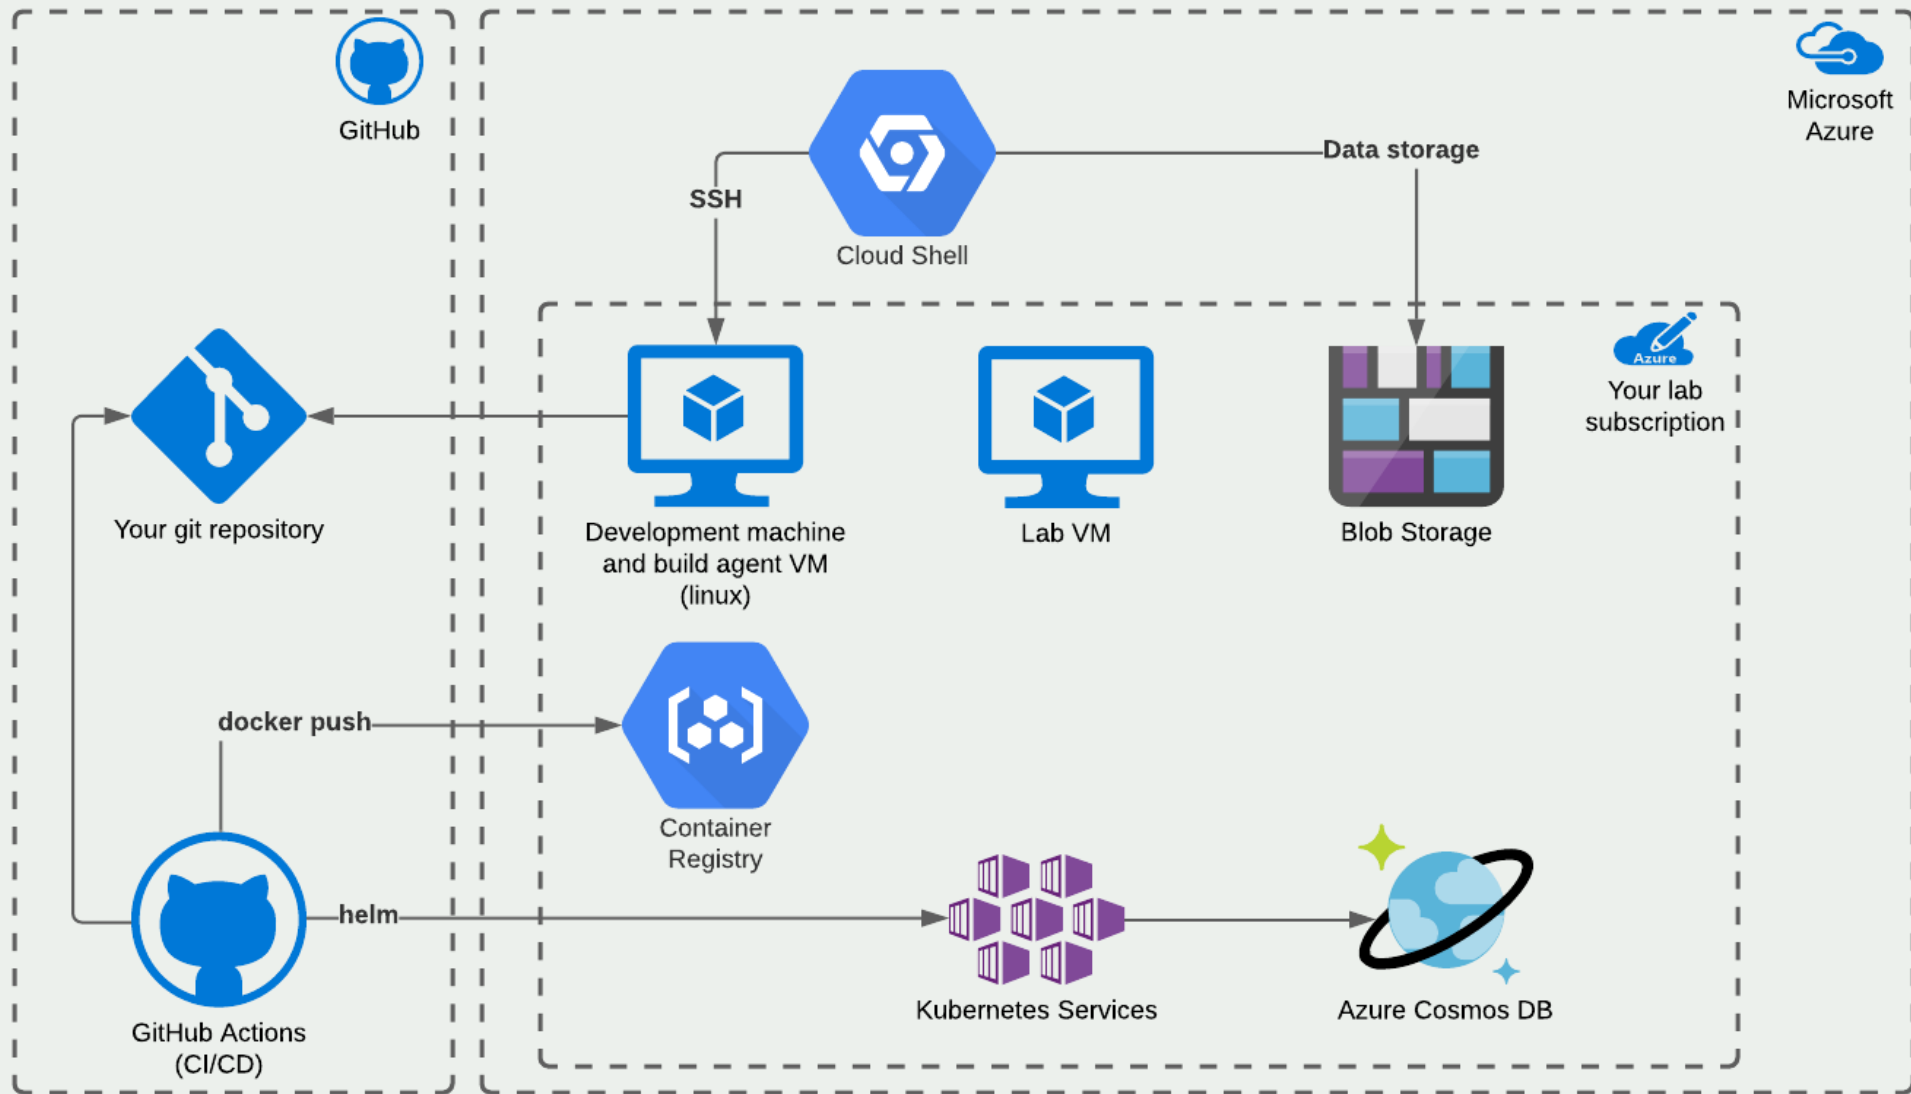 GitHub
Microsoft
Azure
Data storage
SSH
Cloud Shell
Azure
Your lab
subscription
Your git repository
Development machine
and build agent VM
(linux)
Lab VM
Blob Storage
docker push
Container
Registry
helm
Kubernetes Services
Azure Cosmos DB
GitHub Actions
(CI/CD)